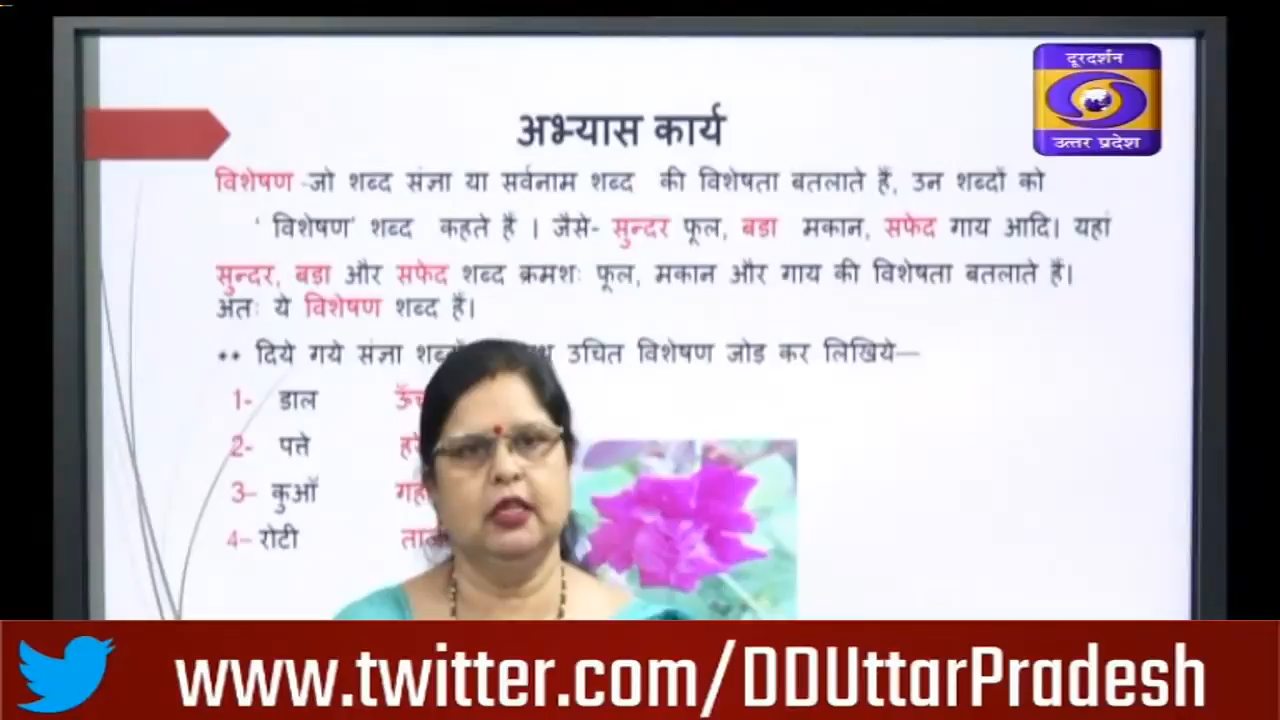 दूरदर्शन
उत्तर प्रदेश
अभ्यास कार्य
विशेषण -जो शब्द संज्ञा या सर्वनाम शब्द की विशेषता बतलाते हैं, उन शब्दों को
' विशेषण' शब्द कहते हैं । जैसे- सुन्दर फूल, बडा मकान, सफेद गाय आदि। यहां
सुन्दर, बडा और सफेद शब्द क्रमशः फूल, मकान और गाय की विशेषता बतलाते हैं।
अतः ये विशेषण शब्द हैं।
** दिये गये संज्ञा उचित विशेषण जोड कर लिखिये—
1- डाल
2- पत्ते
3- कुऑं
4- रोटी
www.twitter.com/DDUttarPradesh